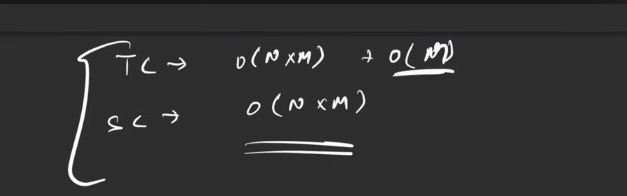 TC → O(N×M) + O(NM)
SC → O(N×M)